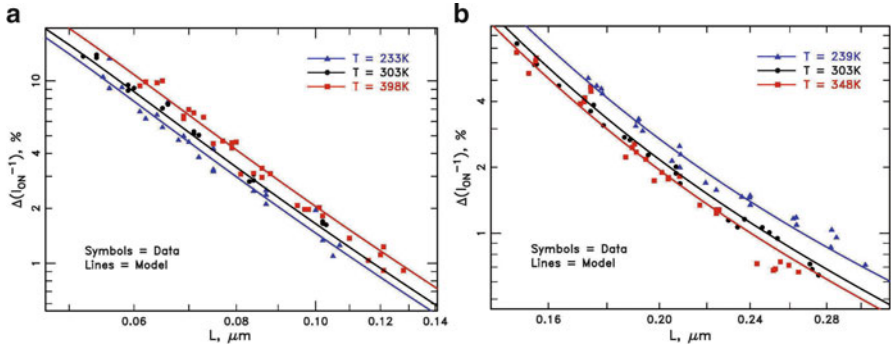 a
b
T = 233K
T = 303K
T = 398K
Δ(I_ON⁻¹), %
10
4
2
1
Symbols = Data
Lines = Model
0.06
0.08
0.10
0.14
L, μm
T = 239K
T = 303K
T = 348K
Δ(I_ON⁻¹), %
4
2
1
Symbols = Data
Lines = Model
0.16
0.20
0.24
0.28
L, μm